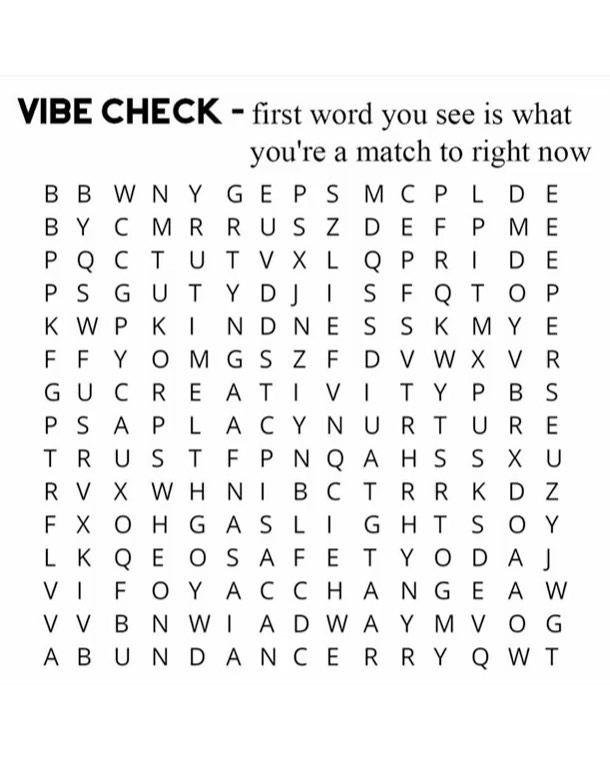 VIBE CHECK - first word you see is what
you're a match to right now
B B W N Y G E P S M C P L D E
B Y C M R R U S Z D E F P M E
P Q C T U T V X L Q P R I D E
P S G U T Y D J I S F Q T O P
K W P K I N D N E S S K M Y E
F F Y O M G S Z F D V W X V R
G U C R E A T I V I T Y P B S
P S A P L A C Y N U R T U R E
T R U S T F P N Q A H S S X U
R V X W H N I B C T R R K D Z
F X O H G A S L I G H T S O Y
L K Q E O S A F E T Y O D A J
V I F O Y A C C H A N G E A W
V V B N W I A D W A Y M V O G
A B U N D A N C E R R Y Q W T